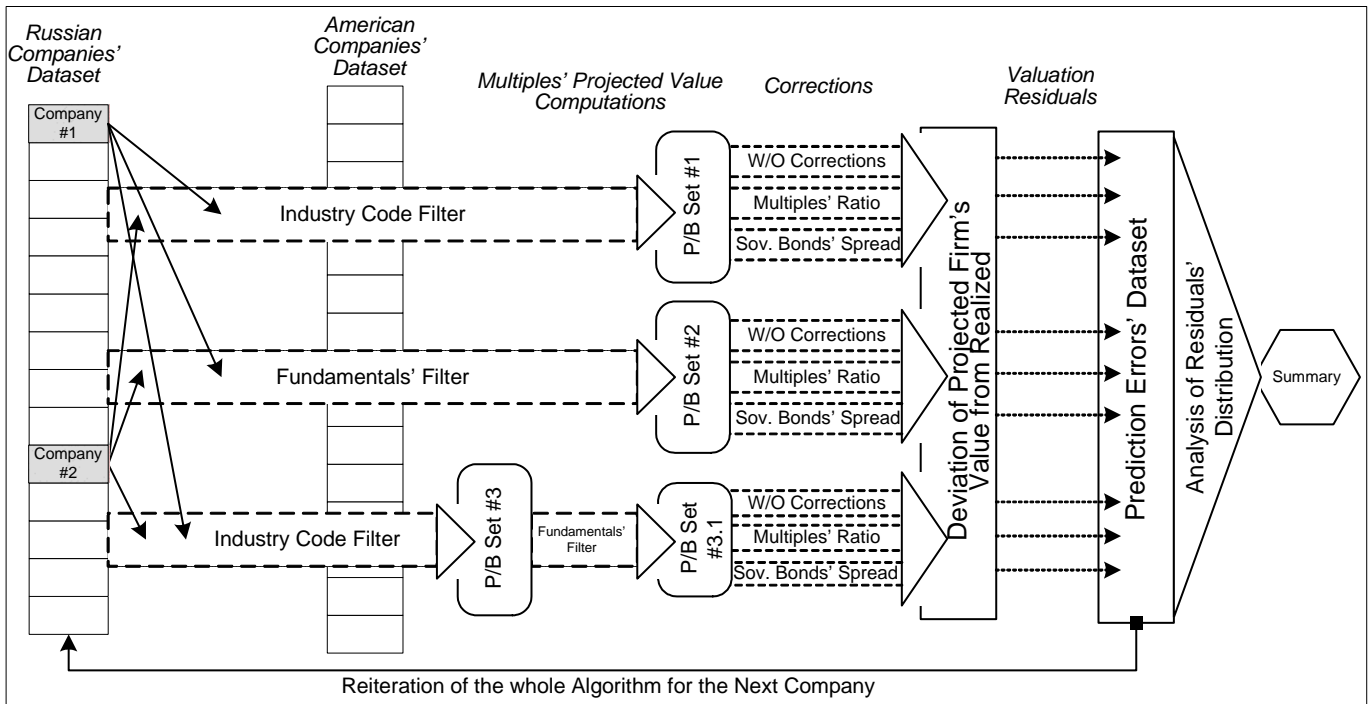 Russian
Companies'
Dataset
American
Companies'
Dataset
Multiples' Projected Value
Computations
Corrections
Valuation
Residuals
Company
#1
Industry Code Filter
P/B Set #1
W/O Corrections
Multiples' Ratio
Sov. Bonds' Spread
Fundamentals' Filter
P/B Set #2
W/O Corrections
Multiples' Ratio
Sov. Bonds' Spread
Company
#2
Industry Code Filter
P/B Set #3
Fundamentals'
Filter
P/B Set
#3.1
W/O Corrections
Multiples' Ratio
Sov. Bonds' Spread
Deviation of Projected Firm's
Value from Realized
Prediction Errors' Dataset
Analysis of Residuals'
Distribution
Summary
Reiteration of the whole Algorithm for the Next Company